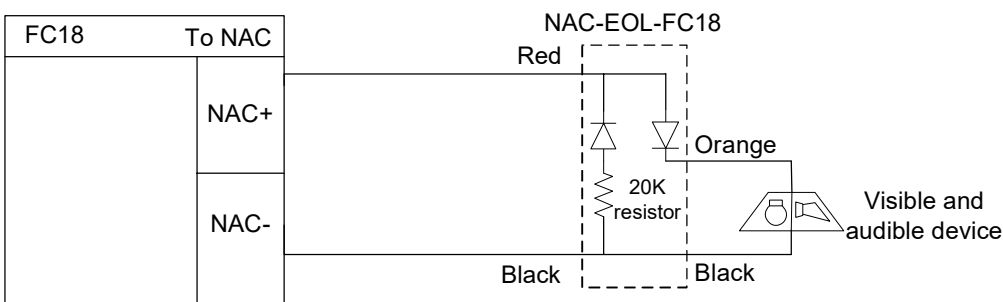 NAC-EOL-FC18
FC18 To NAC
Red
NAC+
Orange
20K
resistor
Visible and
audible device
NAC-
Black Black